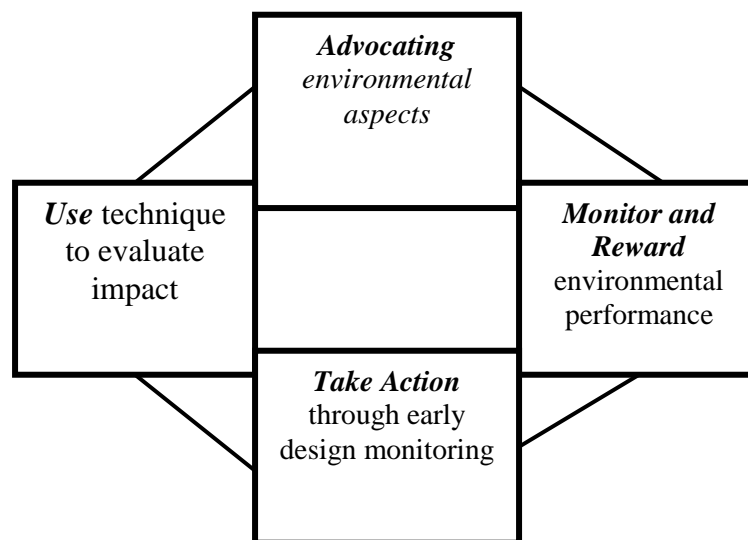 Advocating
environmental
aspects
Use technique
to evaluate
impact
Monitor and
Reward
environmental
performance
Take Action
through early
design monitoring